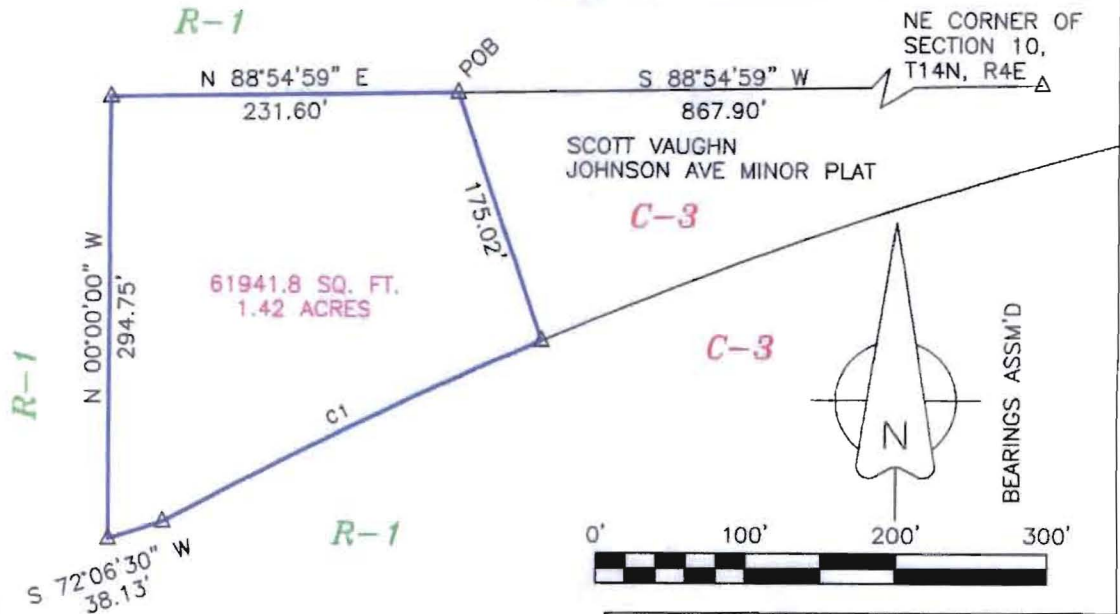 R-1
NE CORNER OF
SECTION 10,
T14N, R4E
POB
N 88°54'59" E
231.60'
S 88°54'59" W
867.90'
SCOTT VAUGHN
JOHNSON AVE MINOR PLAT
175.02'
C-3
N 00°00'00" W
294.75'
61941.8 SQ. FT.
1.42 ACRES
C-3
R-1
C1
BEARINGS ASSM'D
N
R-1
S 72°06'30" W
38.13'
0' 100' 200' 300'